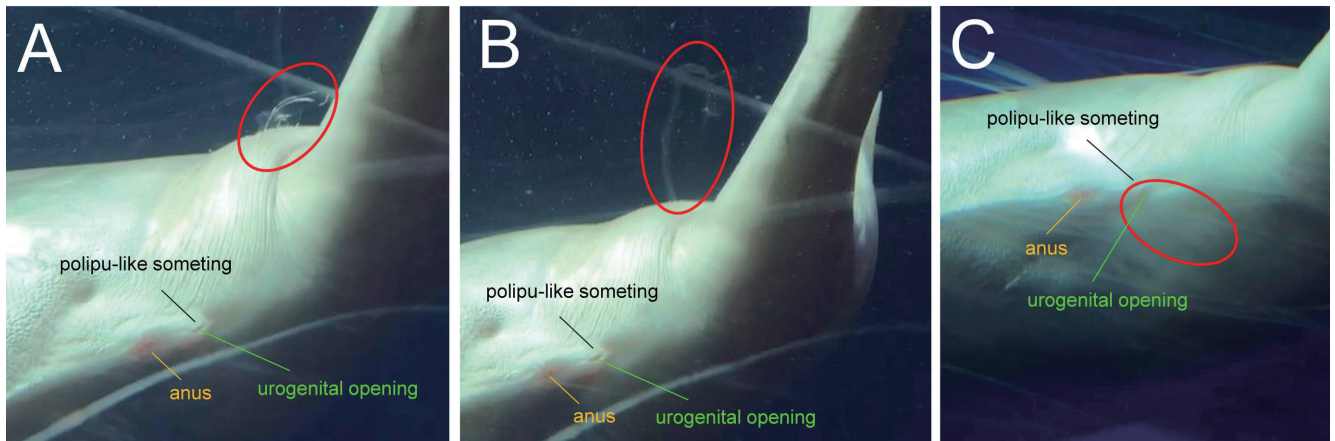 A
polipu-like someting
anus
urogenital opening
B
polipu-like someting
anus
urogenital opening
C
polipu-like someting
anus
urogenital opening